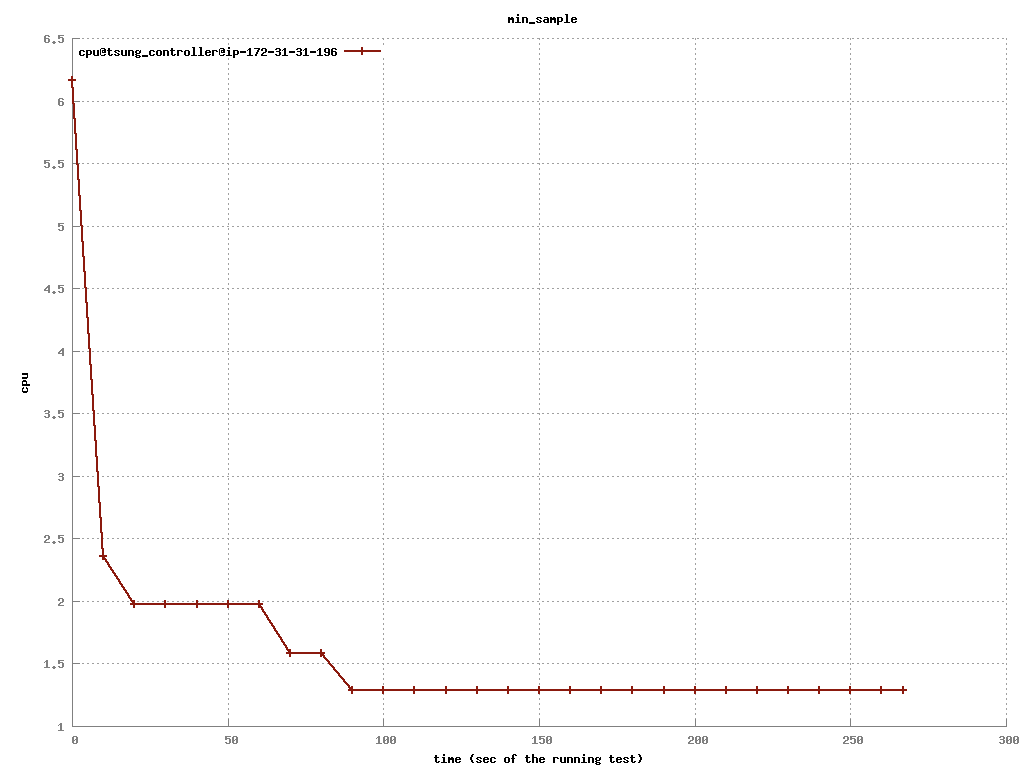 min_sample
6.5
cpu@tsung_controller@ip-172-31-31-196
6
5.5
5
4.5
4
cpu
3.5
3
2.5
2
1.5
1
0 50 100 150 200 250 300
time (sec of the running test)